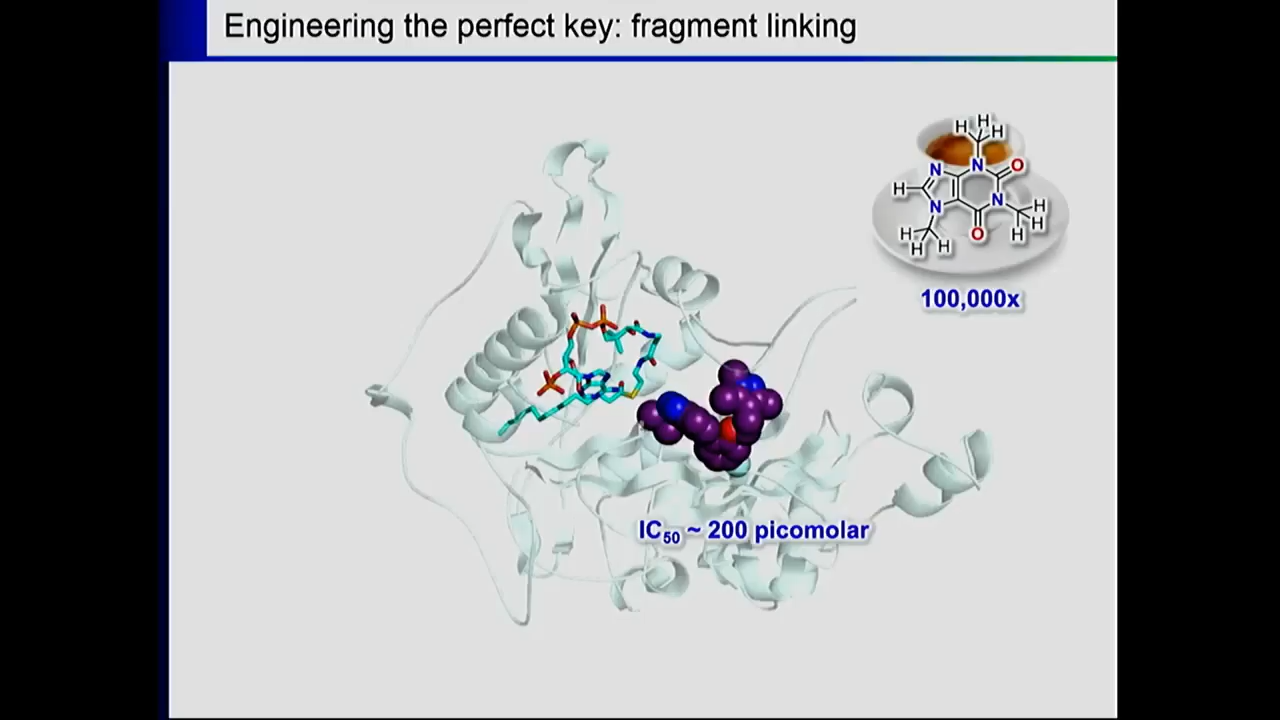 Engineering the perfect key: fragment linking
H
H
H
N
N
O
H
N
N
H
H
H
H
H
H
O
100,000x
IC50 ~ 200 picomolar